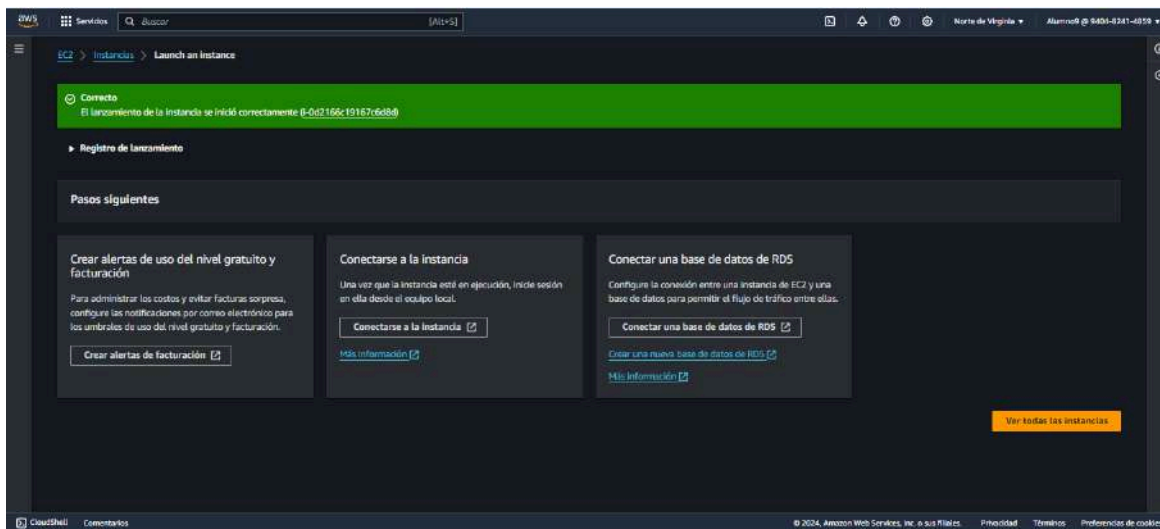 aws
Servicios
Buscar
[Alt+S]
Norte de Virginia
Alumno9 @ 9404-8241-4859
EC2 > Instancias > Launch an instance
Correcto
El lanzamiento de la instancia se inició correctamente (i-0d2166c19167c6d8d)
Registro de lanzamiento
Pasos siguientes
Crear alertas de uso del nivel gratuito y
facturación
Para administrar los costos y evitar facturas sorpresa,
configure las notificaciones por correo electrónico para
los umbrales de uso del nivel gratuito y facturación.
Crear alertas de facturación
Conectarse a la instancia
Una vez que la instancia esté en ejecución, inicie sesión
en ella desde el equipo local.
Conectarse a la instancia
Más información
Conectar una base de datos de RDS
Configure la conexión entre una instancia de EC2 y una
base de datos para permitir el flujo de tráfico entre ellas.
Conectar una base de datos de RDS
Crear una nueva base de datos de RDS
Más información
Ver todas las instancias
CloudShell
Comentarios
© 2024, Amazon Web Services, Inc. o sus filiales.
Privacidad
Términos
Preferencias de cookies